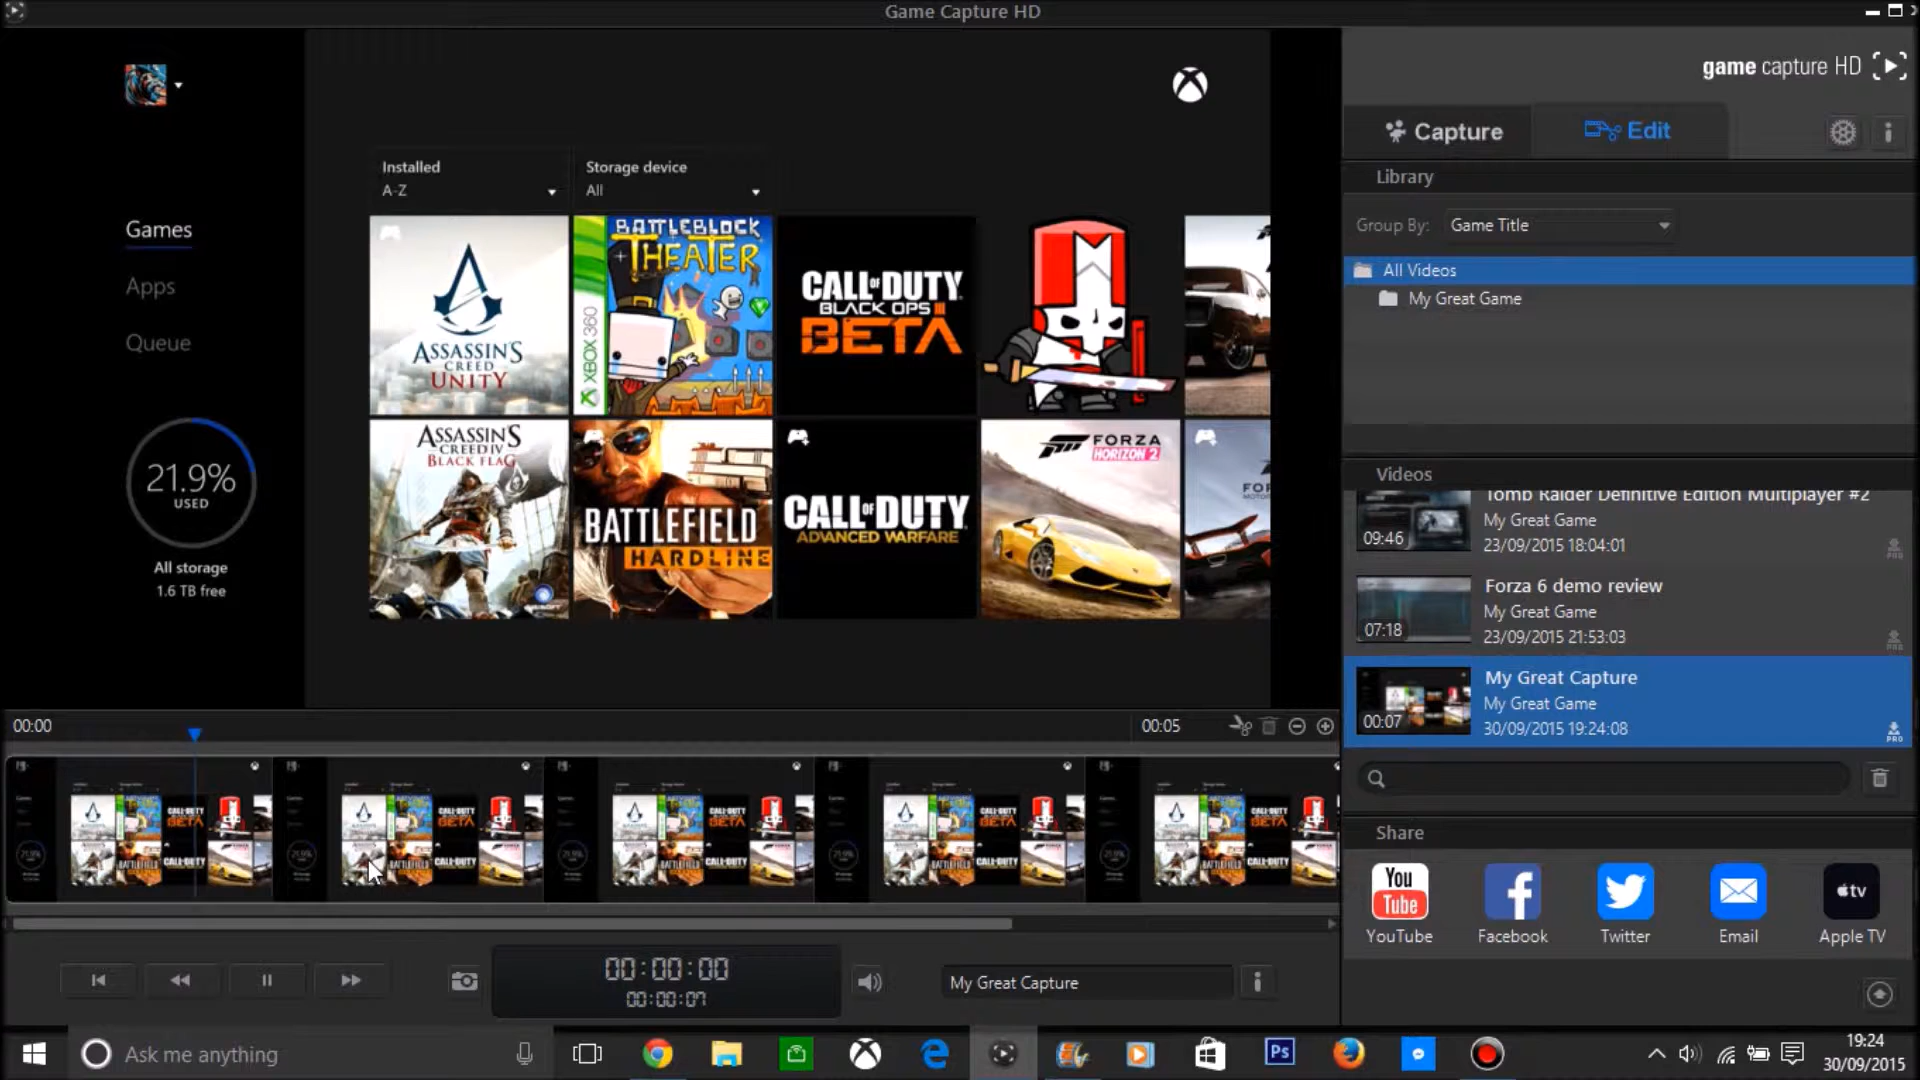 Game Capture HD
game capture HD
Capture
Edit
Installed
A-Z
Storage device
All
Games
Apps
Queue
21.9%
USED
All storage
1.6 TB free
ASSASSIN'S
CREED
UNITY
BATTLEBLOCK
THEATER
XBOX 360
CALL OF DUTY
BLACK OPS III
BETA
ASSASSIN'S
CREED IV
BLACK FLAG
UBISOFT
BATTLEFIELD
HARDLINE
CALL OF DUTY
ADVANCED WARFARE
FORZA
HORIZON 2
Library
Group By:
Game Title
All Videos
My Great Game
Videos
Tomb Raider Definitive Edition Multiplayer #2
My Great Game
09:46
23/09/2015 18:04:01
Forza 6 demo review
My Great Game
07:18
23/09/2015 21:53:03
My Great Capture
My Great Game
00:07
30/09/2015 19:24:08
PRO
00:00
00:05
Share
You
Tube
YouTube
Facebook
Twitter
Email
tv
Apple TV
00:00:00
00:00:07
My Great Capture
Ask me anything
Ps
19:24
30/09/2015